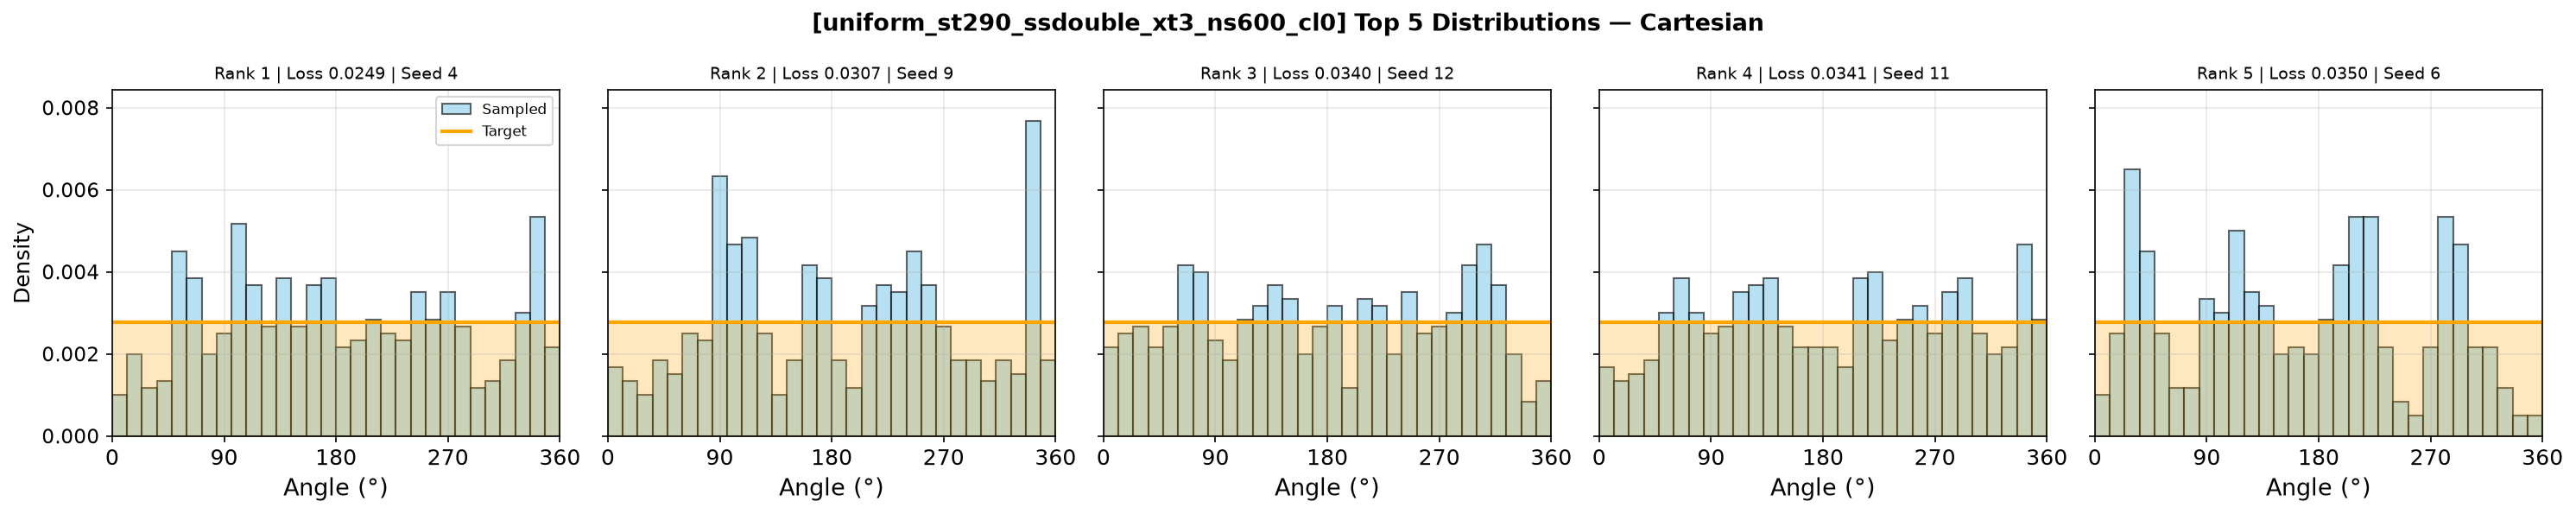 [uniform_st290_ssdouble_xt3_ns600_cl0] Top 5 Distributions — Cartesian
Rank 1 | Loss 0.0249 | Seed 4
Rank 2 | Loss 0.0307 | Seed 9
Rank 3 | Loss 0.0340 | Seed 12
Rank 4 | Loss 0.0341 | Seed 11
Rank 5 | Loss 0.0350 | Seed 6
Sampled
Target
Density
0.008
0.006
0.004
0.002
0.000
0 90 180 270 360
0 90 180 270 360
0 90 180 270 360
0 90 180 270 360
0 90 180 270 360
Angle (°)
Angle (°)
Angle (°)
Angle (°)
Angle (°)